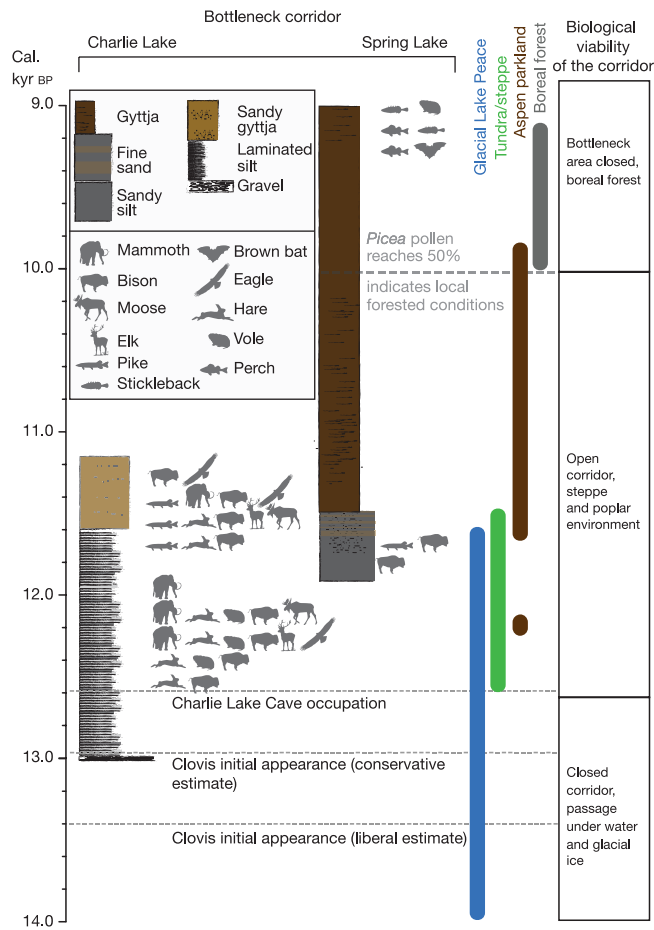 Bottleneck corridor
Charlie Lake
Spring Lake
Cal.
kyr BP
Glacial Lake Peace
Tundra/steppe
Aspen parkland
Boreal forest
Biological
viability
of the corridor
9.0
10.0
11.0
12.0
13.0
14.0
Gyttja
Fine
sand
Sandy
silt
Sandy
gyttja
Laminated
silt
Gravel
Mammoth
Bison
Moose
Elk
Pike
Stickleback
Brown bat
Eagle
Hare
Vole
Perch
Picea pollen
reaches 50%
indicates local
forested conditions
Charlie Lake Cave occupation
Clovis initial appearance (conservative
estimate)
Clovis initial appearance (liberal estimate)
Bottleneck
area closed,
boreal forest
Open
corridor,
steppe
and poplar
environment
Closed
corridor,
passage
under water
and glacial
ice